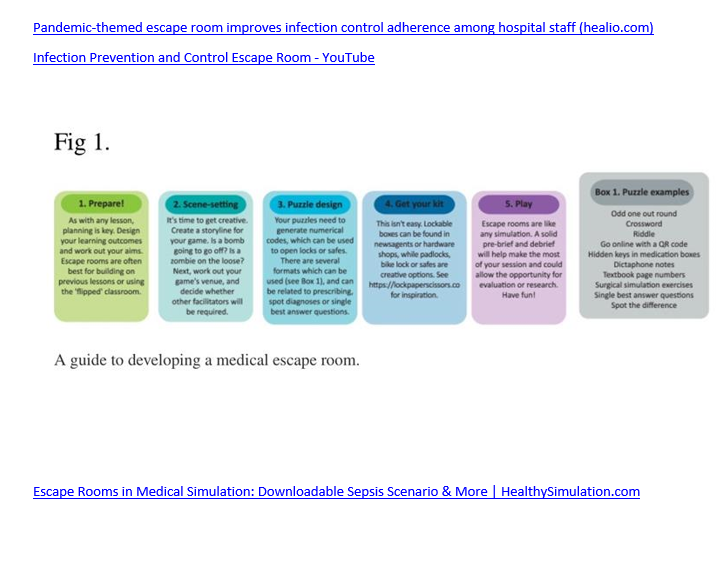 Pandemic-themed escape room improves infection control adherence among hospital staff (healio.com)
Infection Prevention and Control Escape Room - YouTube
Fig 1.
1. Prepare!
As with any lesson,
planning is key. Design
your learning outcomes
and work out your aims.
Escape rooms are often
best for building on
previous lessons or using
the 'flipped' classroom.
2. Scene-setting
It's time to get creative.
Create a storyline for
your game. Is a bomb
going to go off? Is a
zombie on the loose?
Next, work out your
game's venue, and
decide whether
other facilitators will
be required.
3. Puzzle design
Your puzzles need to
generate numerical
codes, which can be used
to open locks or safes.
There are several
formats which can be
used (see Box 1), and can
be related to prescribing,
spot diagnoses or single
best answer questions.
4. Get your kit
This isn't easy. Lockable
boxes can be found in
newsagents or hardware
shops, while padlocks,
bike lock or safes are
creative options. See
https://lockpaperscissors.co
for inspiration.
5. Play
Escape rooms are like
any simulation. A solid
pre-brief and debrief
will help make the most
of your session and could
allow the opportunity for
evaluation or research.
Have fun!
Box 1. Puzzle examples
Odd one out round
Crossword
Riddle
Go online with a QR code
Hidden keys in medication boxes
Dictaphone notes
Textbook page numbers
Surgical simulation exercises
Single best answer questions
Spot the difference
A guide to developing a medical escape room.
Escape Rooms in Medical Simulation: Downloadable Sepsis Scenario & More | HealthySimulation.com